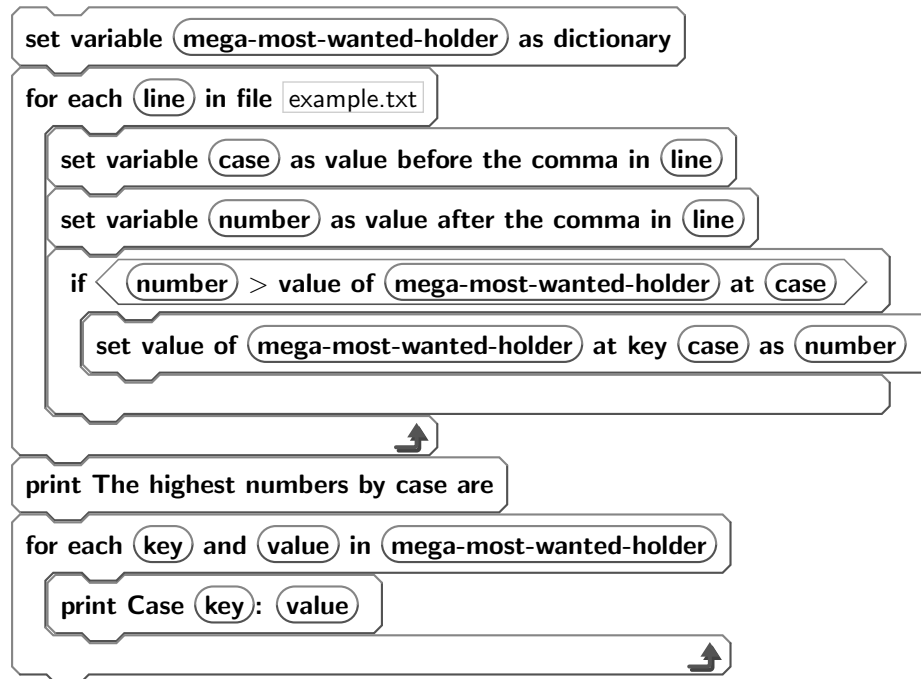 set variable mega-most-wanted-holder as dictionary
for each line in file example.txt
set variable case as value before the comma in line
set variable number as value after the comma in line
if number > value of mega-most-wanted-holder at case
set value of mega-most-wanted-holder at key case as number
print The highest numbers by case are
for each key and value in mega-most-wanted-holder
print Case key: value